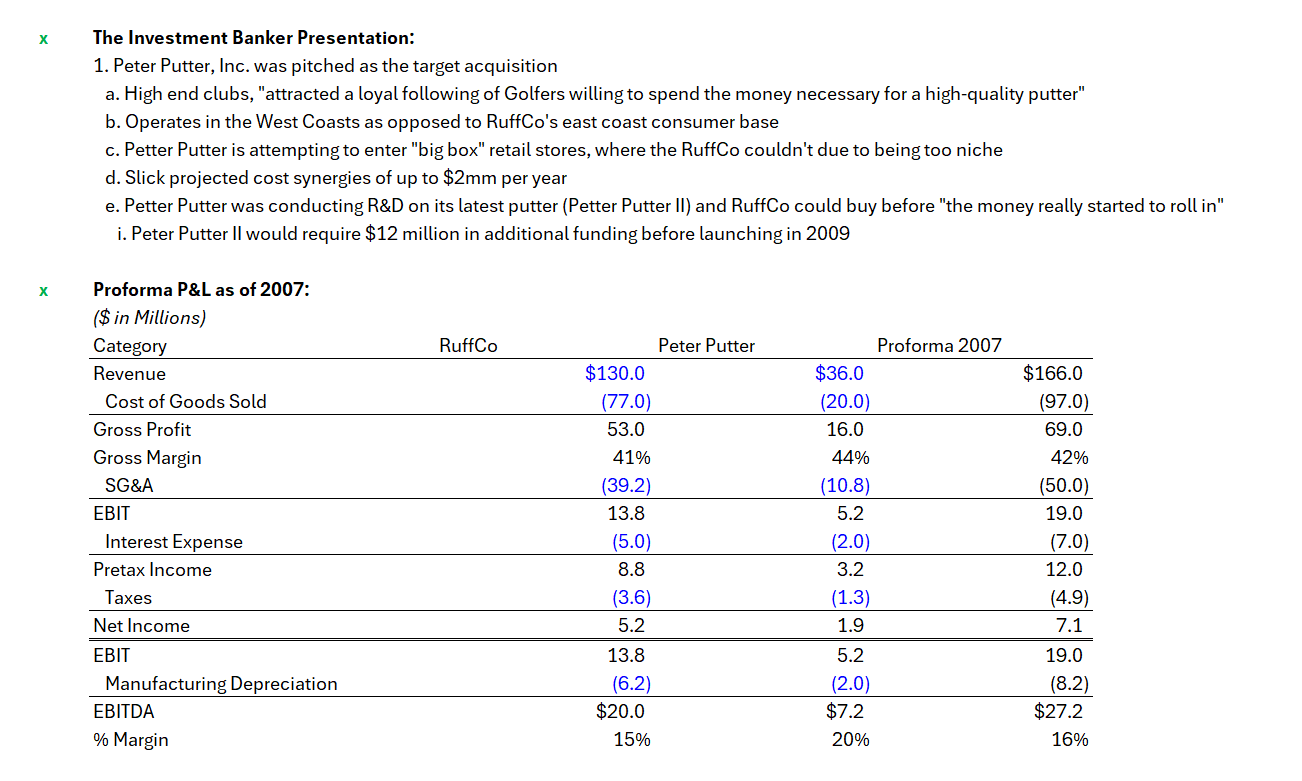 x The Investment Banker Presentation:
1. Peter Putter, Inc. was pitched as the target acquisition
a. High end clubs, "attracted a loyal following of Golfers willing to spend the money necessary for a high-quality putter"
b. Operates in the West Coasts as opposed to RuffCo's east coast consumer base
c. Petter Putter is attempting to enter "big box" retail stores, where the RuffCo couldn't due to being too niche
d. Slick projected cost synergies of up to $2mm per year
e. Petter Putter was conducting R&D on its latest putter (Petter Putter II) and RuffCo could buy before "the money really started to roll in"
i. Peter Putter II would require $12 million in additional funding before launching in 2009
x Proforma P&L as of 2007:
($ in Millions)
Category RuffCo Peter Putter Proforma 2007
Revenue $130.0 $36.0 $166.0
Cost of Goods Sold (77.0) (20.0) (97.0)
Gross Profit 53.0 16.0 69.0
Gross Margin 41% 44% 42%
SG&A (39.2) (10.8) (50.0)
EBIT 13.8 5.2 19.0
Interest Expense (5.0) (2.0) (7.0)
Pretax Income 8.8 3.2 12.0
Taxes (3.6) (1.3) (4.9)
Net Income 5.2 1.9 7.1
EBIT 13.8 5.2 19.0
Manufacturing Depreciation (6.2) (2.0) (8.2)
EBITDA $20.0 $7.2 $27.2
% Margin 15% 20% 16%